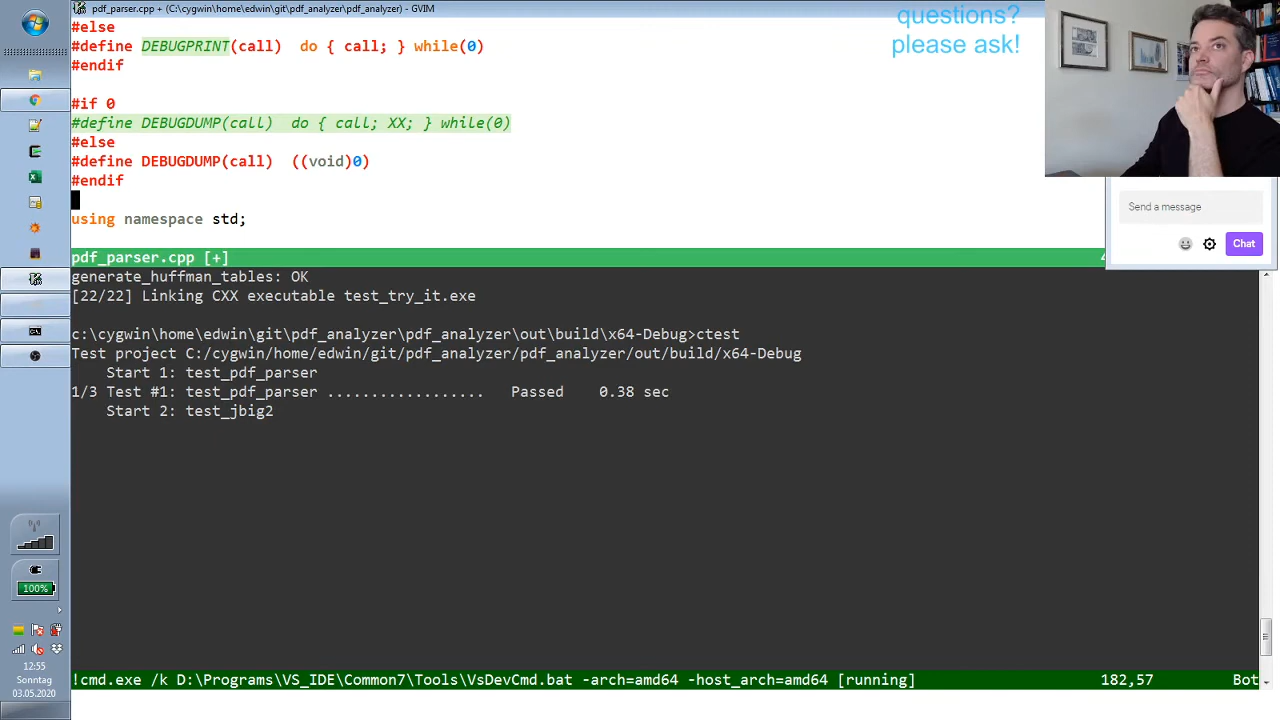 pdf_parser.cpp + (C:\cygwin\home\edwin\git\pdf_analyzer\pdf_analyzer) - GVIM
#else
#define DEBUGPRINT(call)  do { call; } while(0)
#endif
#if 0
#define DEBUGDUMP(call)  do { call; XX; } while(0)
#else
#define DEBUGDUMP(call)  ((void)0)
#endif
using namespace std;
pdf_parser.cpp [+]
generate_huffman_tables: OK
[22/22] Linking CXX executable test_try_it.exe
c:\cygwin\home\edwin\git\pdf_analyzer\pdf_analyzer\out\build\x64-Debug>ctest
Test project C:/cygwin/home/edwin/git/pdf_analyzer/pdf_analyzer/out/build/x64-Debug
Start 1: test_pdf_parser
1/3 Test #1: test_pdf_parser ..................   Passed    0.38 sec
Start 2: test_jbig2
!cmd.exe /k D:\Programs\VS_IDE\Common7\Tools\VsDevCmd.bat -arch=amd64 -host_arch=amd64 [running]
182,57
Bot
questions?
please ask!
Send a message
Chat
100%
12:55
Sonntag
03.05.2020